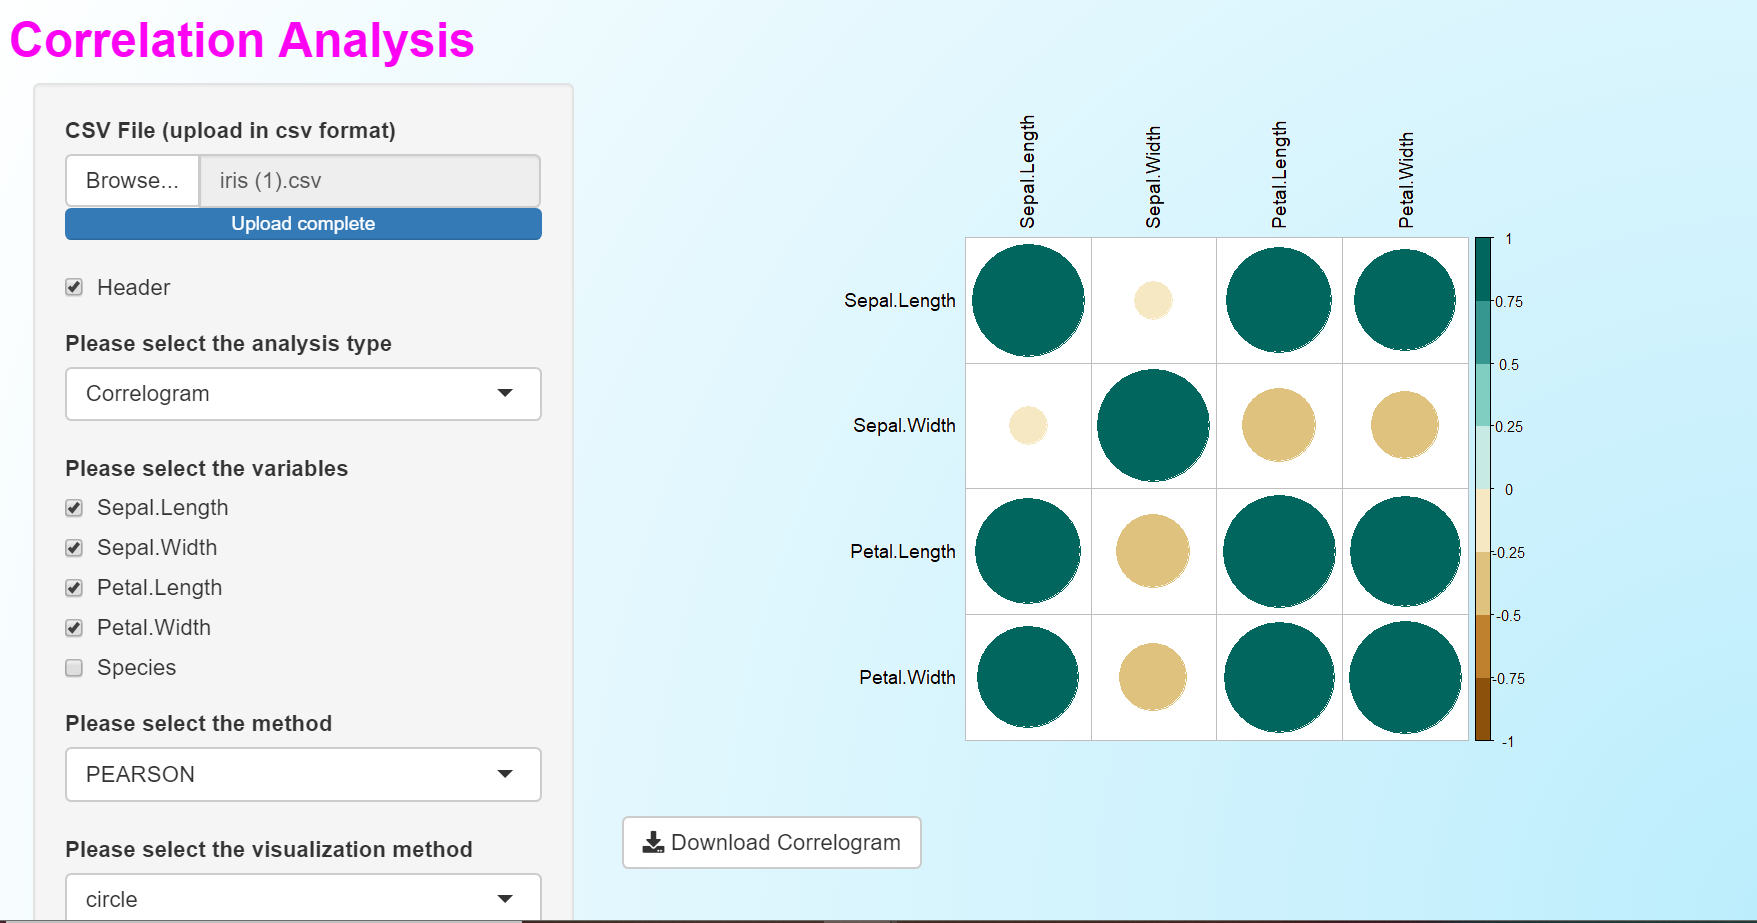 Correlation Analysis
CSV File (upload in csv format)
Browse... iris (1).csv
Upload complete
Header
Please select the analysis type
Correlogram
Please select the variables
Sepal.Length
Sepal.Width
Petal.Length
Petal.Width
Species
Please select the method
PEARSON
Please select the visualization method
circle
Sepal.Length
Sepal.Width
Petal.Length
Petal.Width
Sepal.Length
Sepal.Width
Petal.Length
Petal.Width
1
0.75
0.5
0.25
0
-0.25
-0.5
-0.75
-1
Download Correlogram